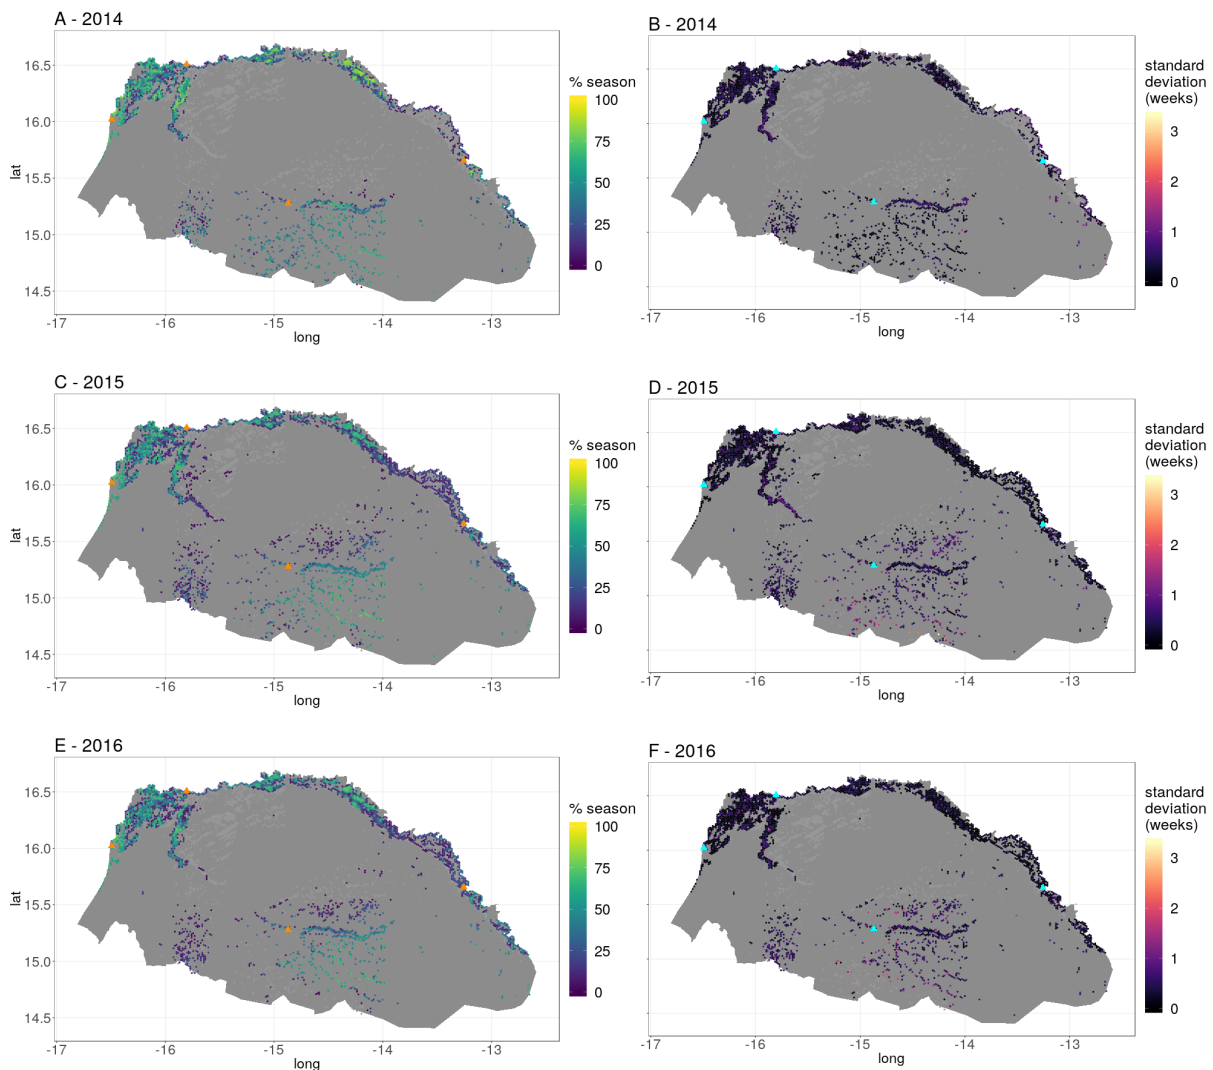 A - 2014
lat
16.5
16.0
15.5
15.0
14.5
-17
-16
-15
-14
-13
long
% season
100
75
50
25
0
B - 2014
-17
-16
-15
-14
-13
long
standard
deviation
(weeks)
3
2
1
0
C - 2015
lat
16.5
16.0
15.5
15.0
14.5
-17
-16
-15
-14
-13
long
% season
100
75
50
25
0
D - 2015
-17
-16
-15
-14
-13
long
standard
deviation
(weeks)
3
2
1
0
E - 2016
lat
16.5
16.0
15.5
15.0
14.5
-17
-16
-15
-14
-13
long
% season
100
75
50
25
0
F - 2016
-17
-16
-15
-14
-13
long
standard
deviation
(weeks)
3
2
1
0